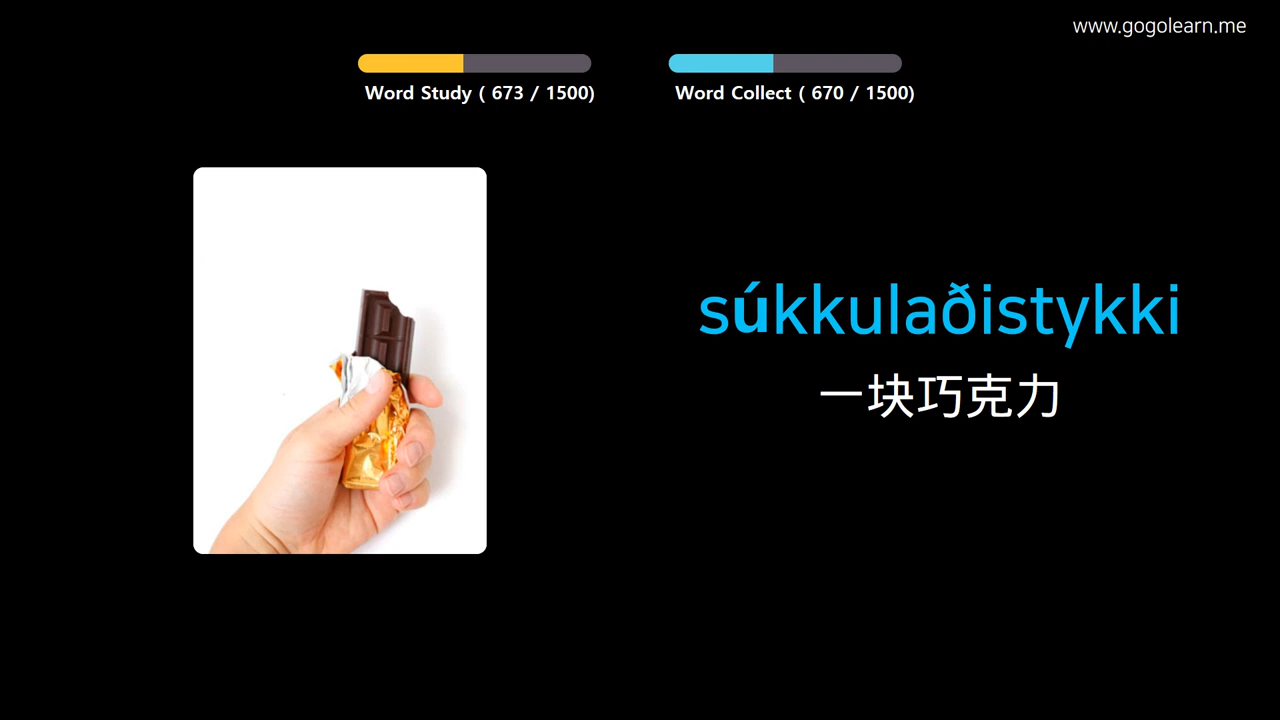 www.gogolearn.me
Word Study ( 673 / 1500)
Word Collect ( 670 / 1500)
súkkulaðistykki
一块巧克力